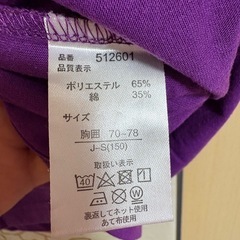 品番 512601
品質表示
ポリエステル 65%
綿 35%
サイズ
胸囲 70~78
J-S(150)
取扱い表示
40
裏返してネット使用
あて布使用